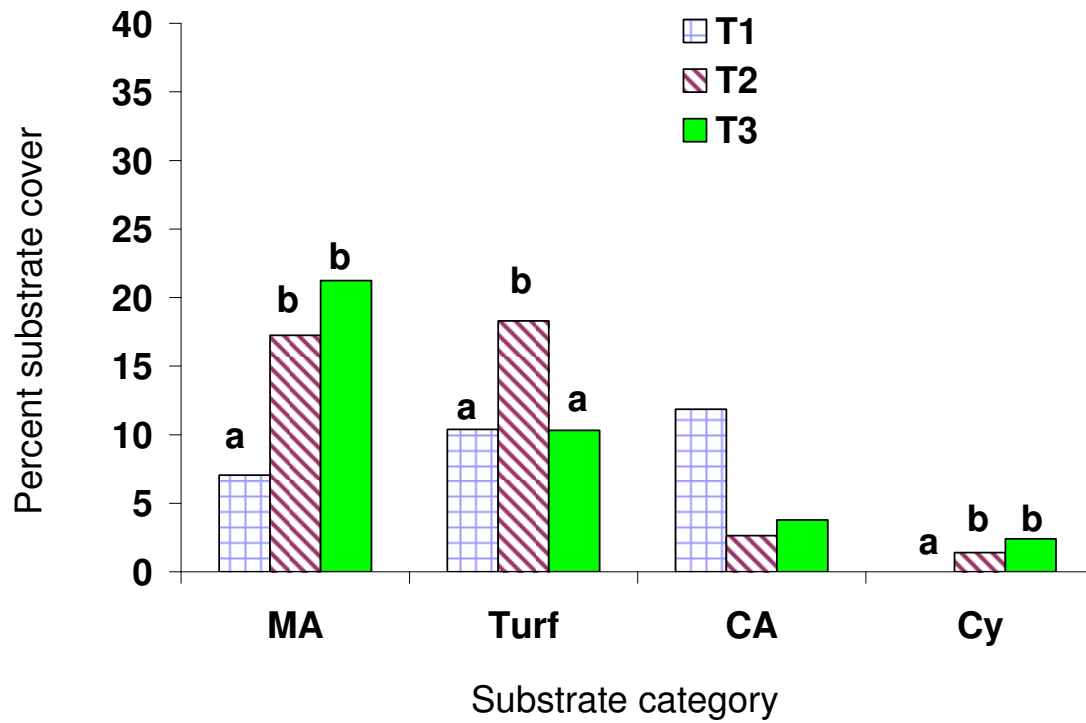 40
35
30
25
20
15
10
5
0
Percent substrate cover
T1
T2
T3
a b b
a b a
a b b
MA Turf CA Cy
Substrate category